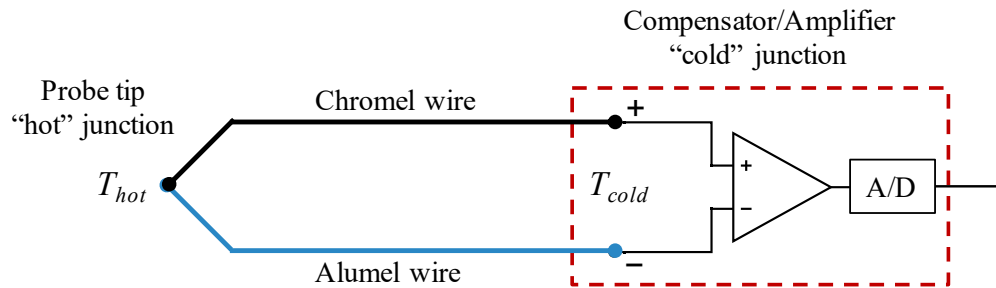 Compensator/Amplifier
“cold” junction
Probe tip
“hot” junction
Chromel wire
+
T_hot
T_cold
+
−
A/D
−
Alumel wire